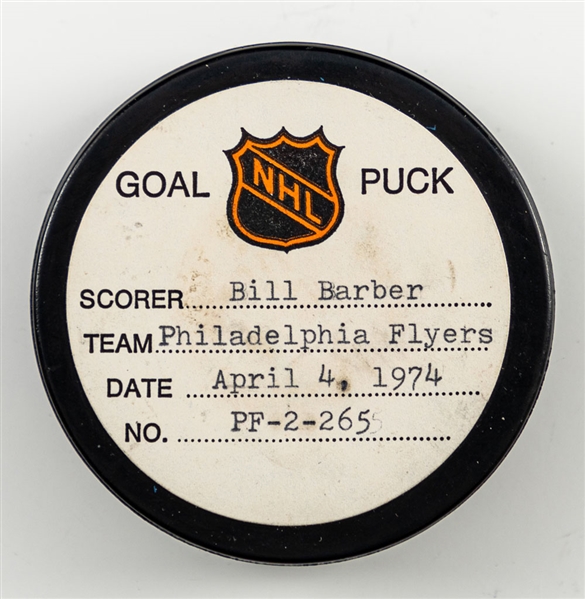 GOAL NHL PUCK
SCORER Bill Barber
TEAM Philadelphia Flyers
DATE April 4, 1974
NO. PF-2-265